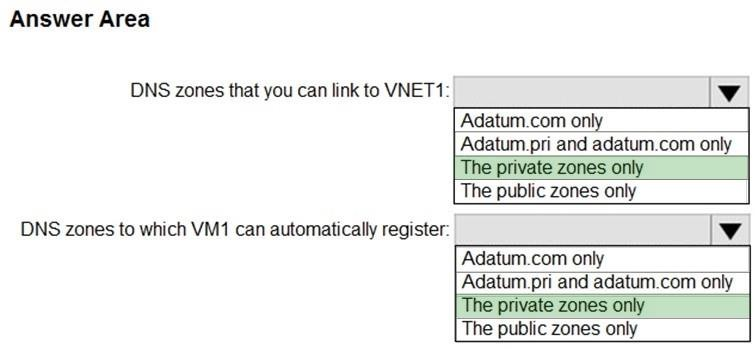 Answer Area
DNS zones that you can link to VNET1:
Adatum.com only
Adatum.pri and adatum.com only
The private zones only
The public zones only
DNS zones to which VM1 can automatically register:
Adatum.com only
Adatum.pri and adatum.com only
The private zones only
The public zones only